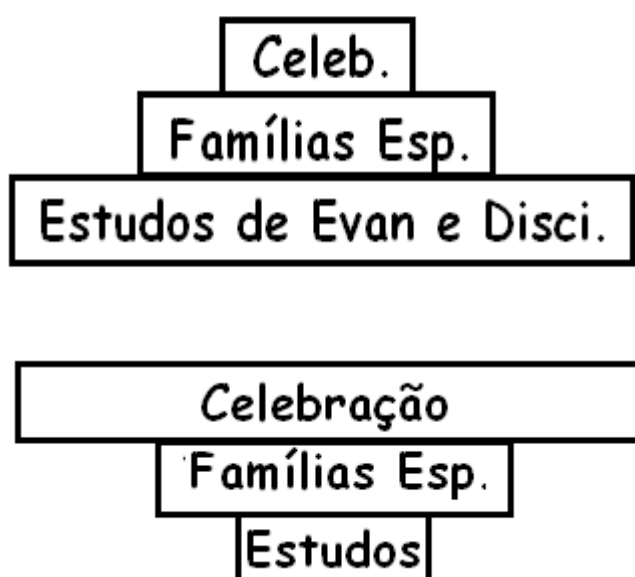 Celeb.
Famílias Esp.
Estudos de Evan e Disci.
Celebração
Famílias Esp.
Estudos